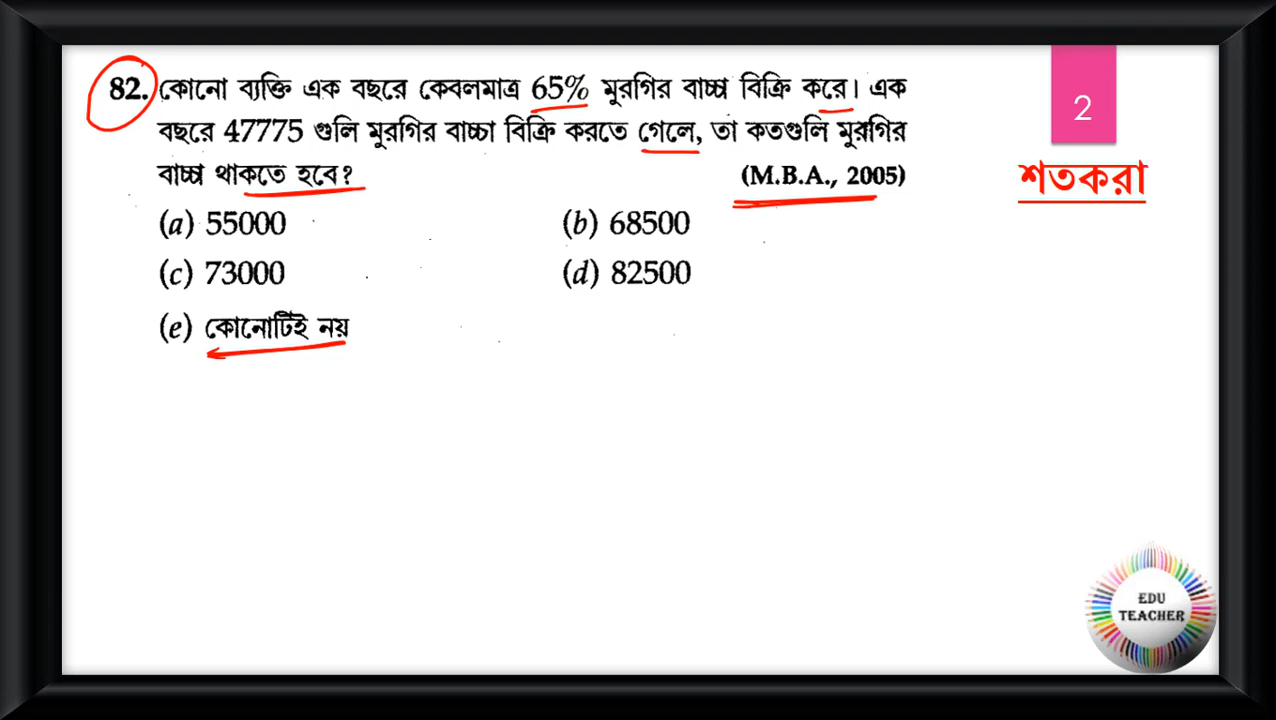 82. কোনো ব্যক্তি এক বছরে কেবলমাত্র 65% মুরগির বাচ্চা বিক্রি করে। এক
বছরে 47775 গুলি মুরগির বাচ্চা বিক্রি করতে গেলে, তা কতগুলি মুরগির
বাচ্চা থাকতে হবে? (M.B.A., 2005)
(a) 55000 (b) 68500
(c) 73000 (d) 82500
(e) কোনোটিই নয়
2
শতকরা
EDU
TEACHER